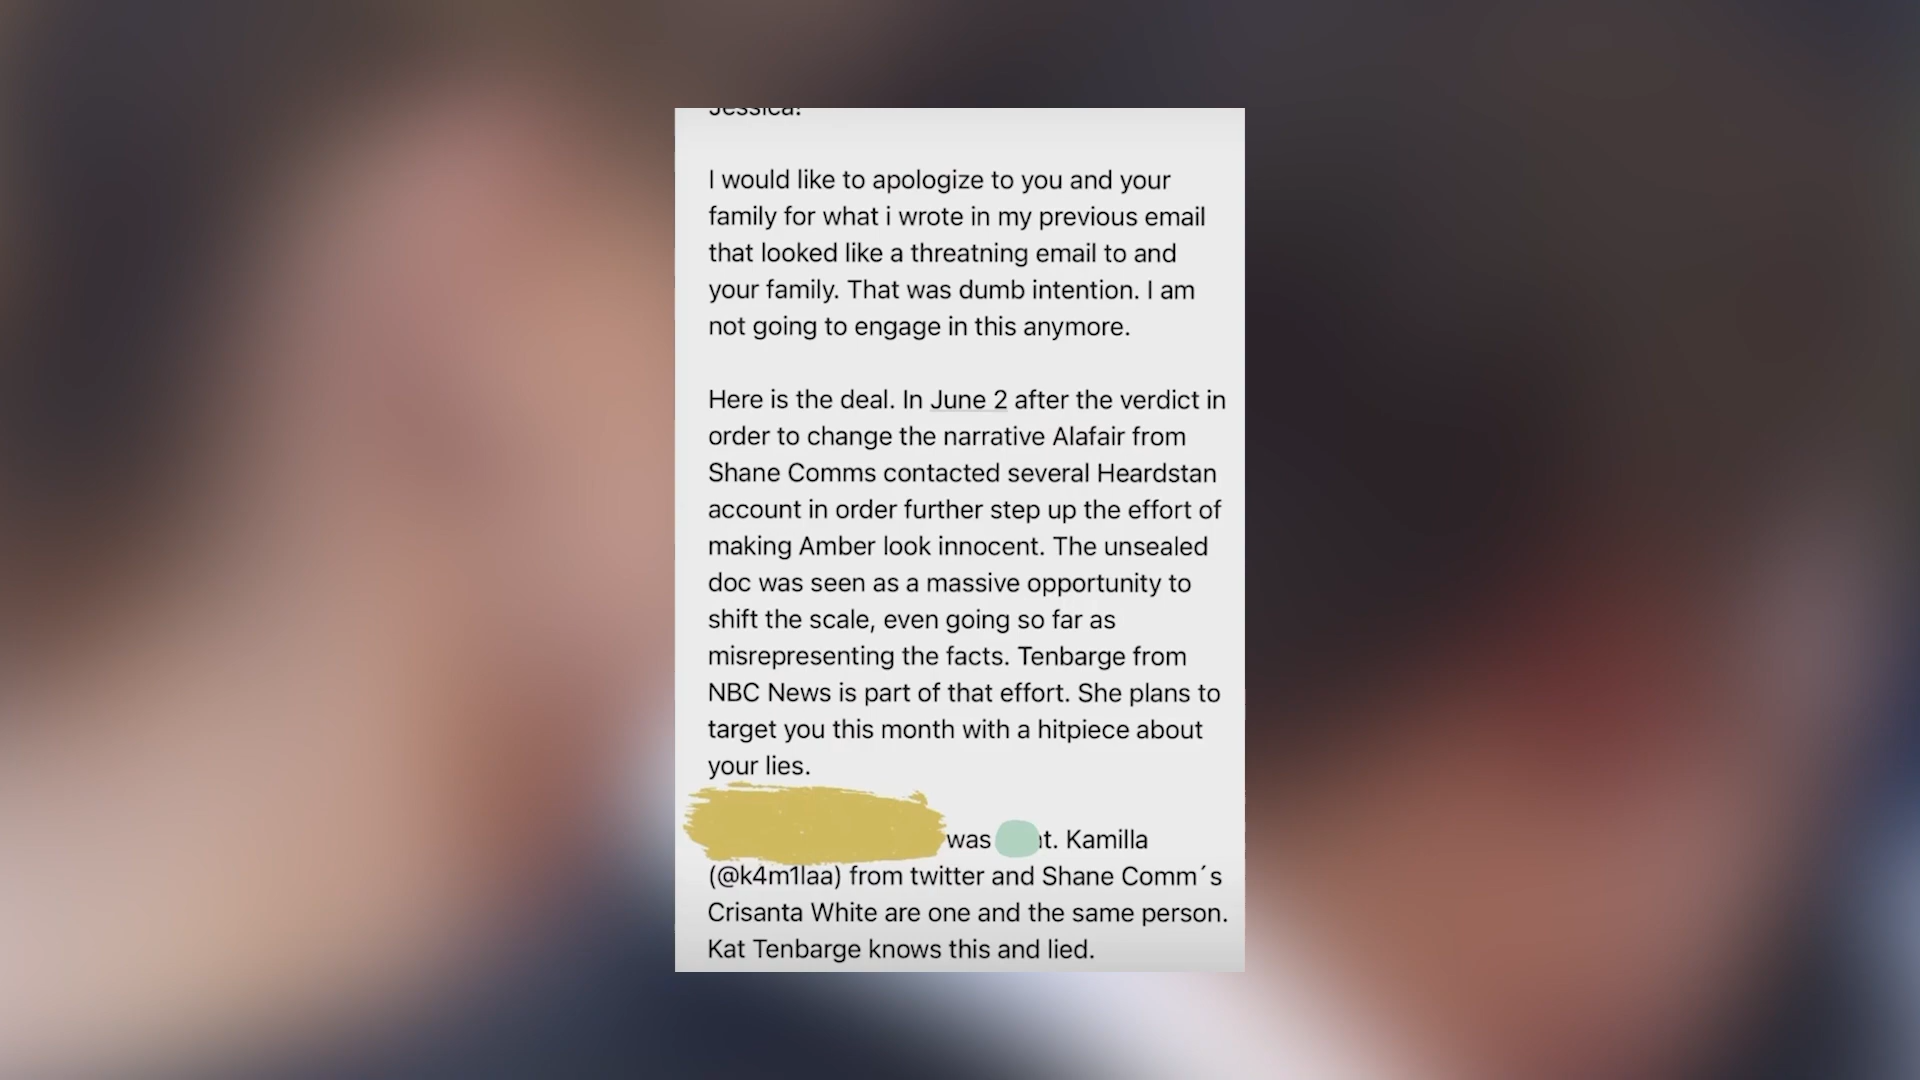 Jessica!
I would like to apologize to you and your
family for what i wrote in my previous email
that looked like a threatning email to and
your family. That was dumb intention. I am
not going to engage in this anymore.
Here is the deal. In June 2 after the verdict in
order to change the narrative Alafair from
Shane Comms contacted several Heardstan
account in order further step up the effort of
making Amber look innocent. The unsealed
doc was seen as a massive opportunity to
shift the scale, even going so far as
misrepresenting the facts. Tenbarge from
NBC News is part of that effort. She plans to
target you this month with a hitpiece about
your lies.
was t. Kamilla
(@k4m1laa) from twitter and Shane Comm´s
Crisanta White are one and the same person.
Kat Tenbarge knows this and lied.